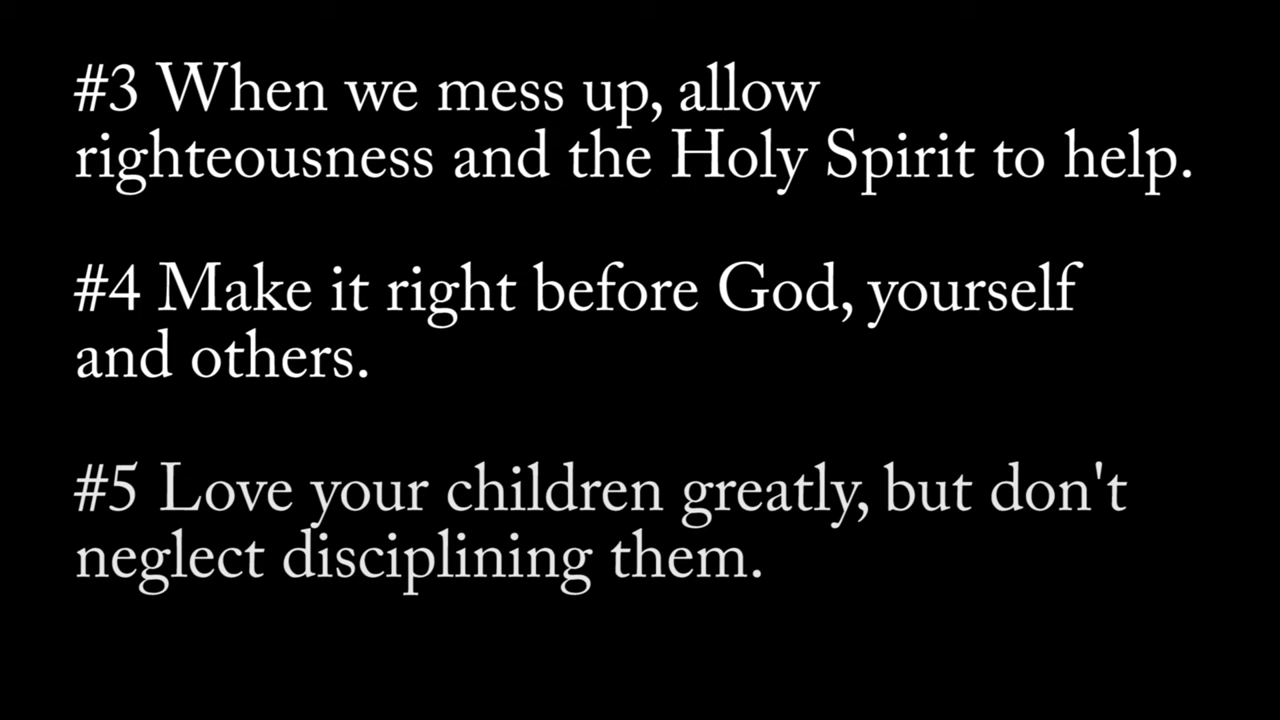 #3 When we mess up, allow
righteousness and the Holy Spirit to help.
#4 Make it right before God, yourself
and others.
#5 Love your children greatly, but don't
neglect disciplining them.